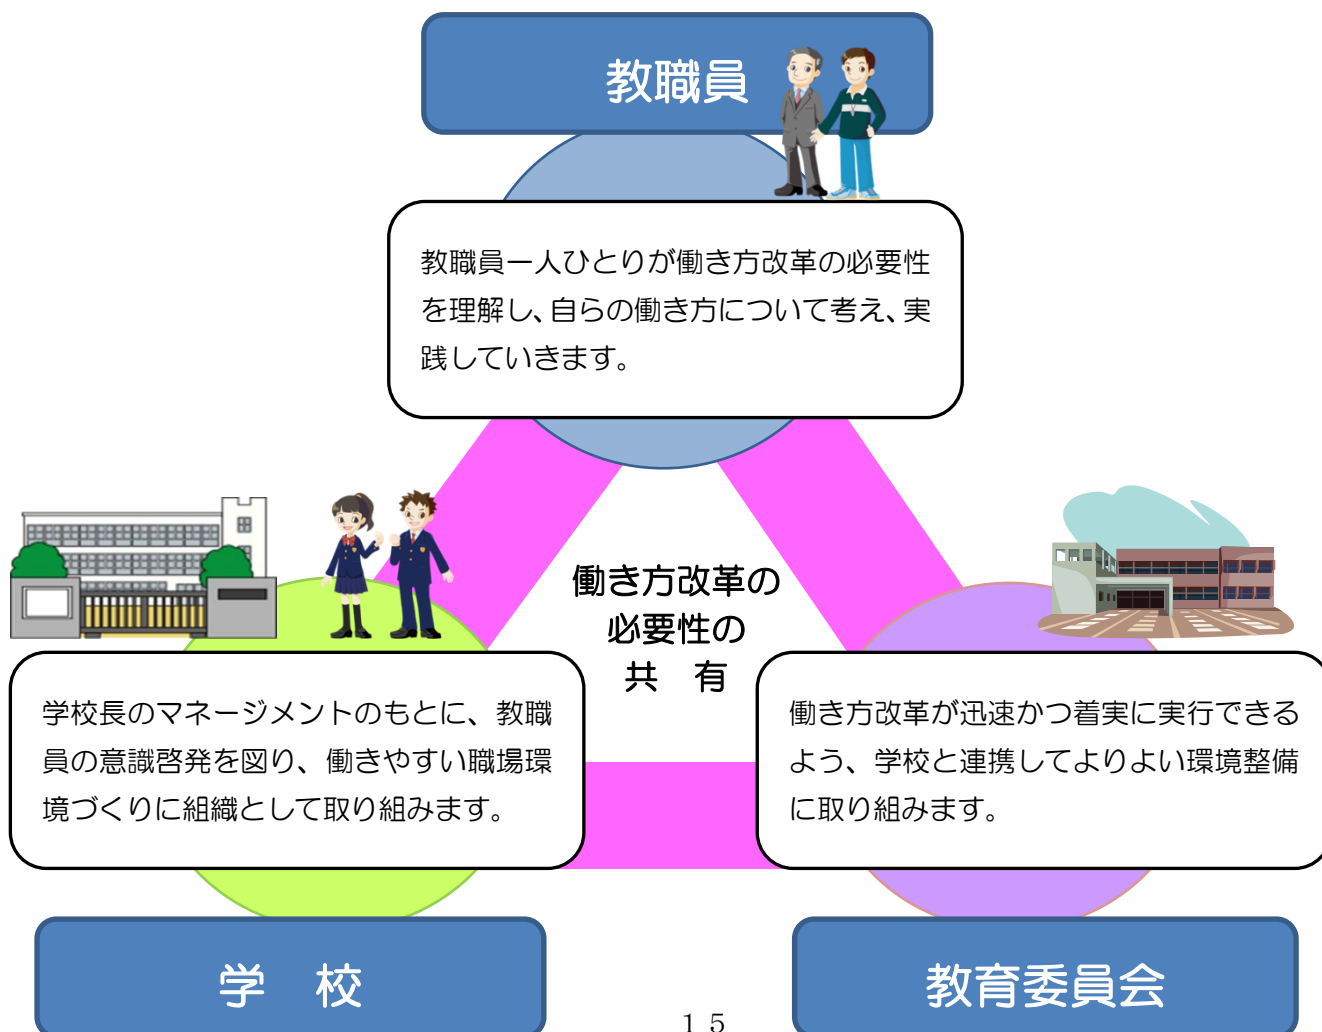 教職員
教職員一人ひとりが働き方改革の必要性
を理解し、自らの働き方について考え、実
践していきます。
働き方改革の
必要性の
共　有
学校長のマネージメントのもとに、教職
員の意識啓発を図り、働きやすい職場環
境づくりに組織として取り組みます。
働き方改革が迅速かつ着実に実行できる
よう、学校と連携してよりよい環境整備
に取り組みます。
学　校
教育委員会
１５